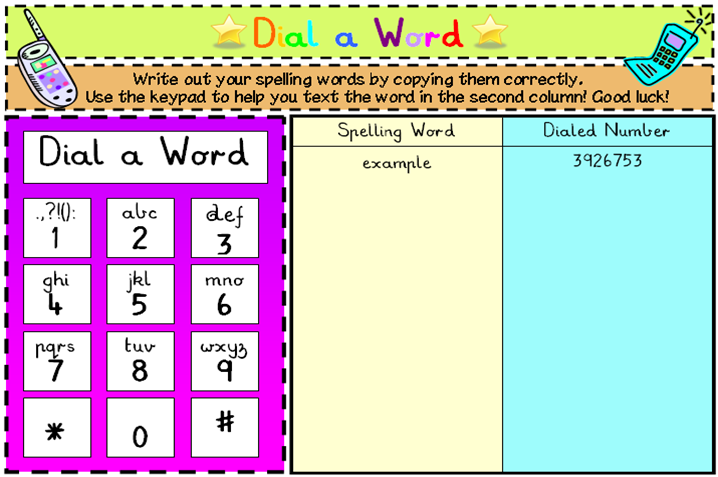 Dial a Word
Write out your spelling words by copying them correctly.
Use the keypad to help you text the word in the second column! Good luck!
Dial a Word
.,?!(): abc def
1 2 3
ghi jkl mno
4 5 6
pqrs tuv wxyz
7 8 9
* 0 #
Spelling Word Dialed Number
example 3926753